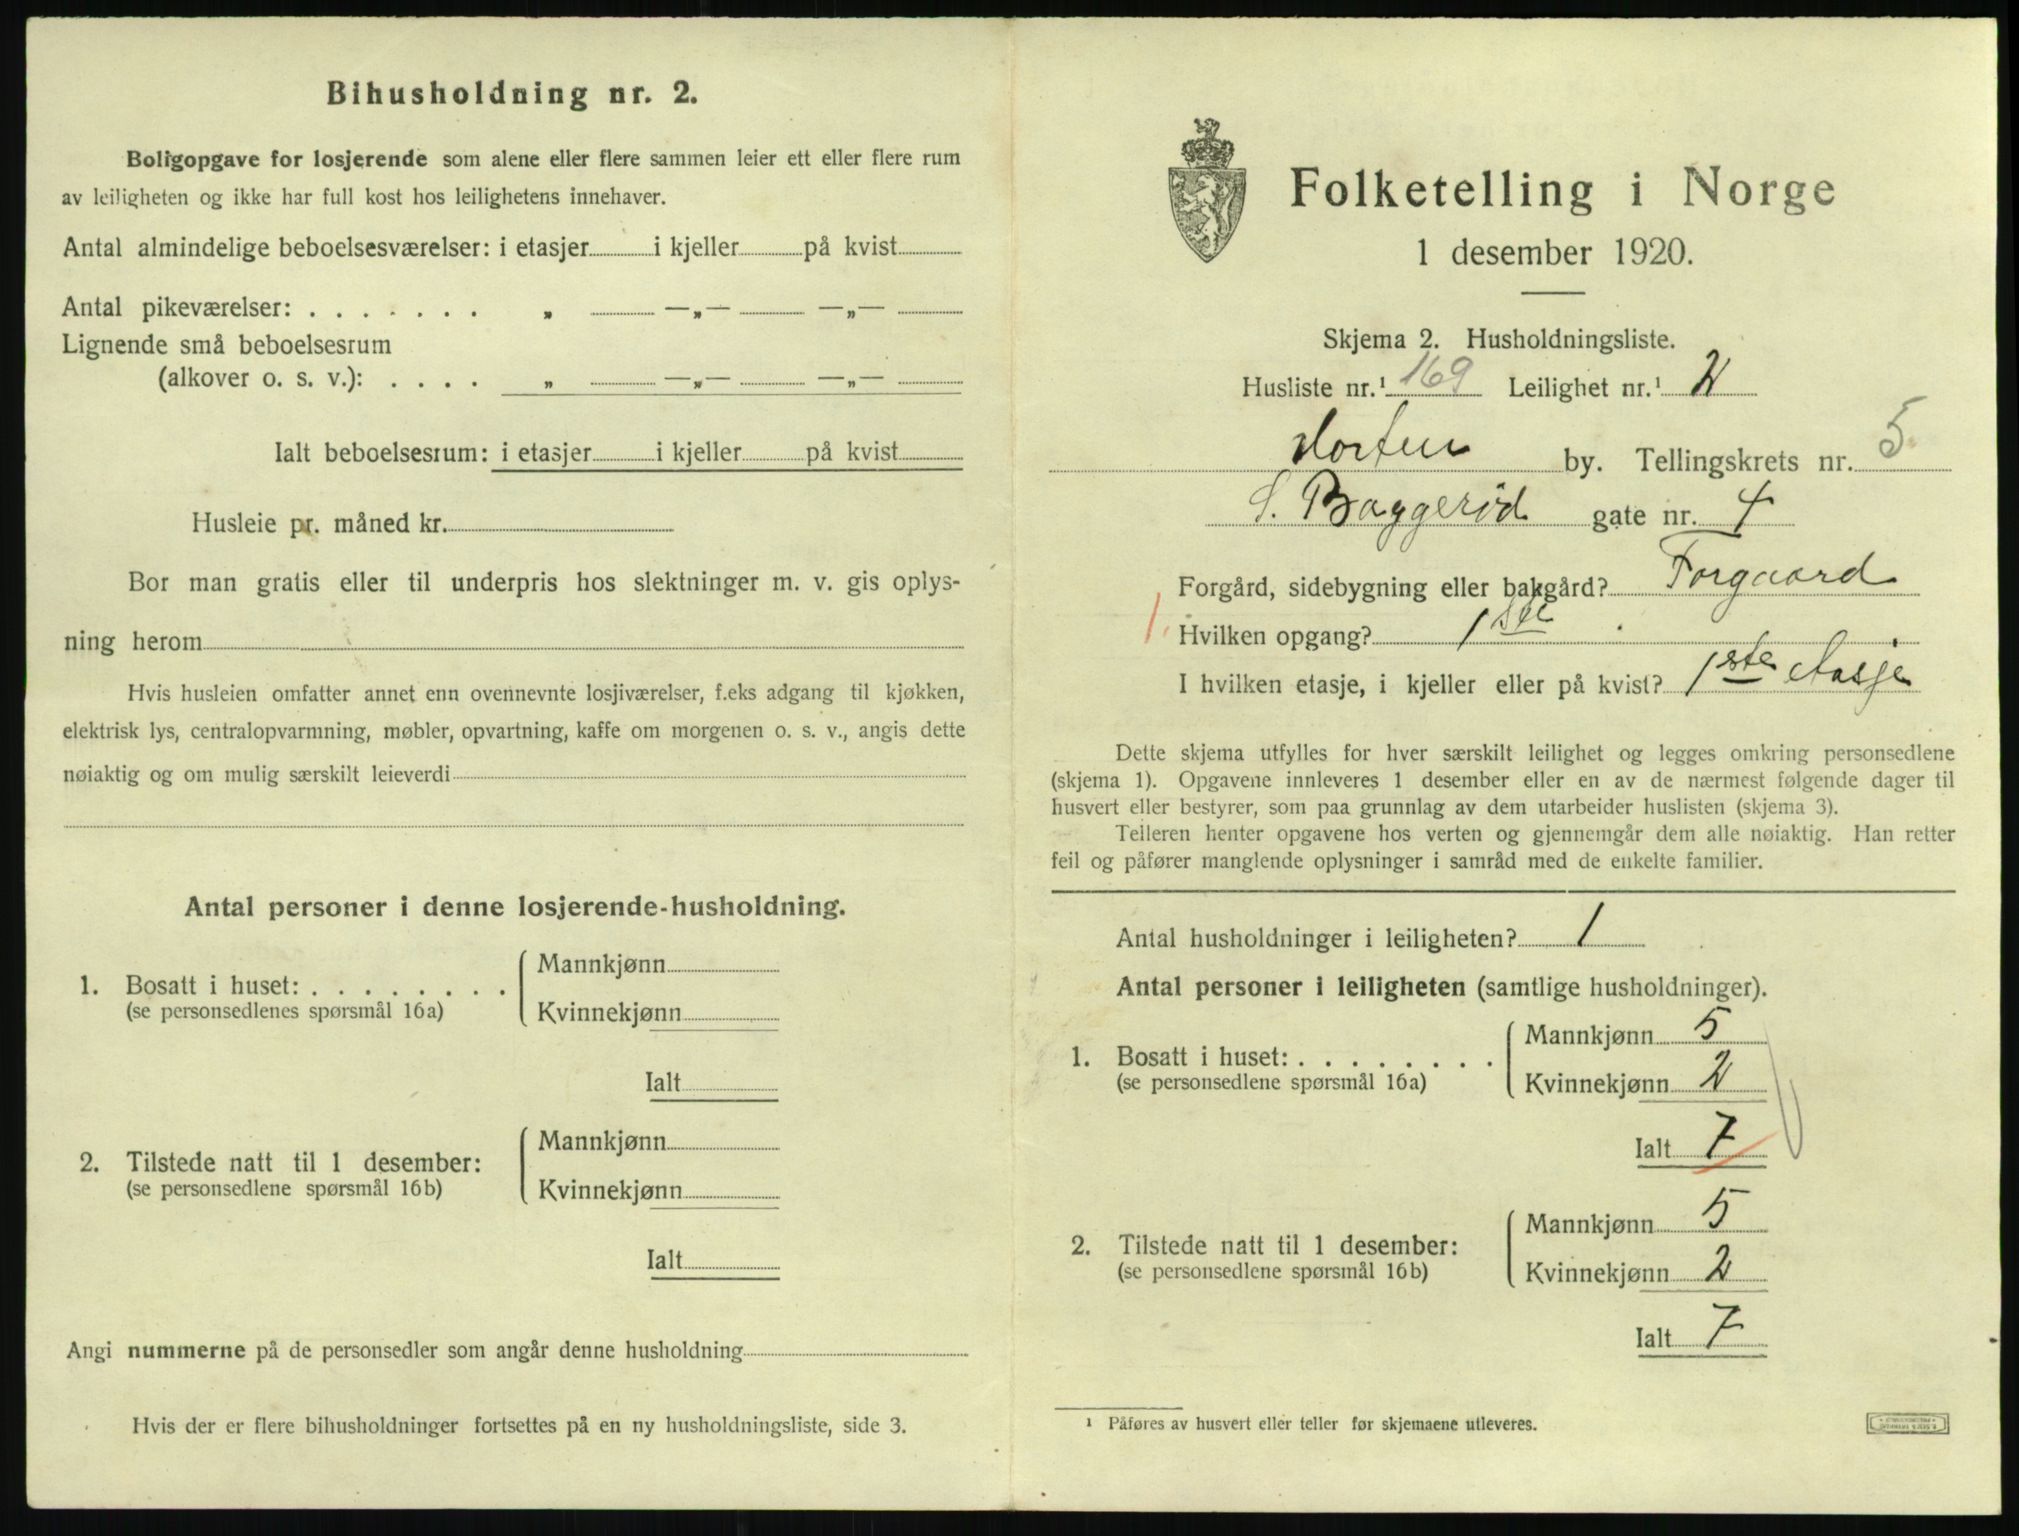 Bihusholdning nr. 2.
Boligopgave for losjerende som alene eller flere sammen leier ett eller flere rum
av leiligheten og ikke har full kost hos leilighetens innehaver.
Antal almindelige beboelsesværelser: i etasjer i kjeller på kvist
Antal pikeværelser: . . . . . . . „ —„— —„—
Lignende små beboelsesrum
(alkover o. s. v.): . . . . „ —„— —„—
Ialt beboelsesrum: i etasjer i kjeller på kvist
Husleie pr. måned kr.
Bor man gratis eller til underpris hos slektninger m. v. gis oplys-
ning herom
Hvis husleien omfatter annet enn ovennevnte losjiværelser, f.eks adgang til kjøkken,
elektrisk lys, centralopvarmning, møbler, opvartning, kaffe om morgenen o. s. v., angis dette
nøiaktig og om mulig særskilt leieverdi
Antal personer i denne losjerende-husholdning.
1. Bosatt i huset: . . . . . . . . Mannkjønn
(se personsedlenes spørsmål 16a) Kvinnekjønn
Ialt
2. Tilstede natt til 1 desember: Mannkjønn
(se personsedlene spørsmål 16b) Kvinnekjønn
Ialt
Angi nummerne på de personsedler som angår denne husholdning
Hvis der er flere bihusholdninger fortsettes på en ny husholdningsliste, side 3.
Folketelling i Norge
1 desember 1920.
Skjema 2. Husholdningsliste.
Husliste nr.¹ 169 Leilighet nr.¹ 2
Horten by. Tellingskrets nr. 5
S. Baggerød gate nr. 4
Forgård, sidebygning eller bakgård? Forgaard
1. Hvilken opgang? 1ste
I hvilken etasje, i kjeller eller på kvist? 1ste etasje
Dette skjema utfylles for hver særskilt leilighet og legges omkring personsedlene
(skjema 1). Opgavene innleveres 1 desember eller en av de nærmest følgende dager til
husvert eller bestyrer, som paa grunnlag av dem utarbeider huslisten (skjema 3).
Telleren henter opgavene hos verten og gjennemgår dem alle nøiaktig. Han retter
feil og påfører manglende oplysninger i samråd med de enkelte familier.
Antal husholdninger i leiligheten? 1
Antal personer i leiligheten (samtlige husholdninger).
1. Bosatt i huset: . . . . . . . . Mannkjønn 5
(se personsedlene spørsmål 16a) Kvinnekjønn 2
Ialt 7
2. Tilstede natt til 1 desember: Mannkjønn 5
(se personsedlene spørsmål 16b) Kvinnekjønn 2
Ialt 7
¹ Påføres av husvert eller teller før skjemaene utleveres.